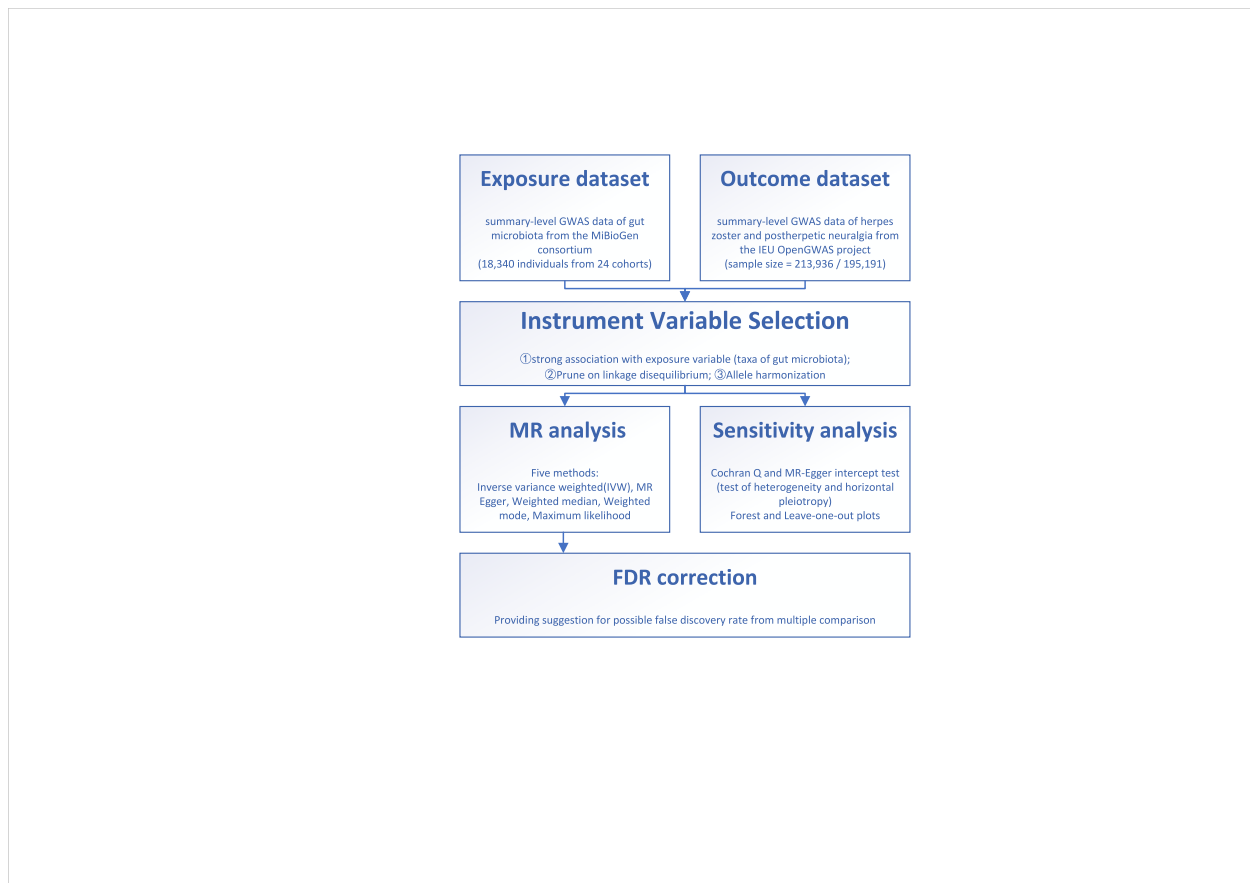 Exposure dataset
summary-level GWAS data of gut
microbiota from the MiBioGen
consortium
(18,340 individuals from 24 cohorts)
Outcome dataset
summary-level GWAS data of herpes
zoster and postherpetic neuralgia from
the IEU OpenGWAS project
(sample size = 213,936 / 195,191)
Instrument Variable Selection
①strong association with exposure variable (taxa of gut microbiota);
②Prune on linkage disequilibrium; ③Allele harmonization
MR analysis
Five methods:
Inverse variance weighted(IVW), MR
Egger, Weighted median, Weighted
mode, Maximum likelihood
Sensitivity analysis
Cochran Q and MR-Egger intercept test
(test of heterogeneity and horizontal
pleiotropy)
Forest and Leave-one-out plots
FDR correction
Providing suggestion for possible false discovery rate from multiple comparison